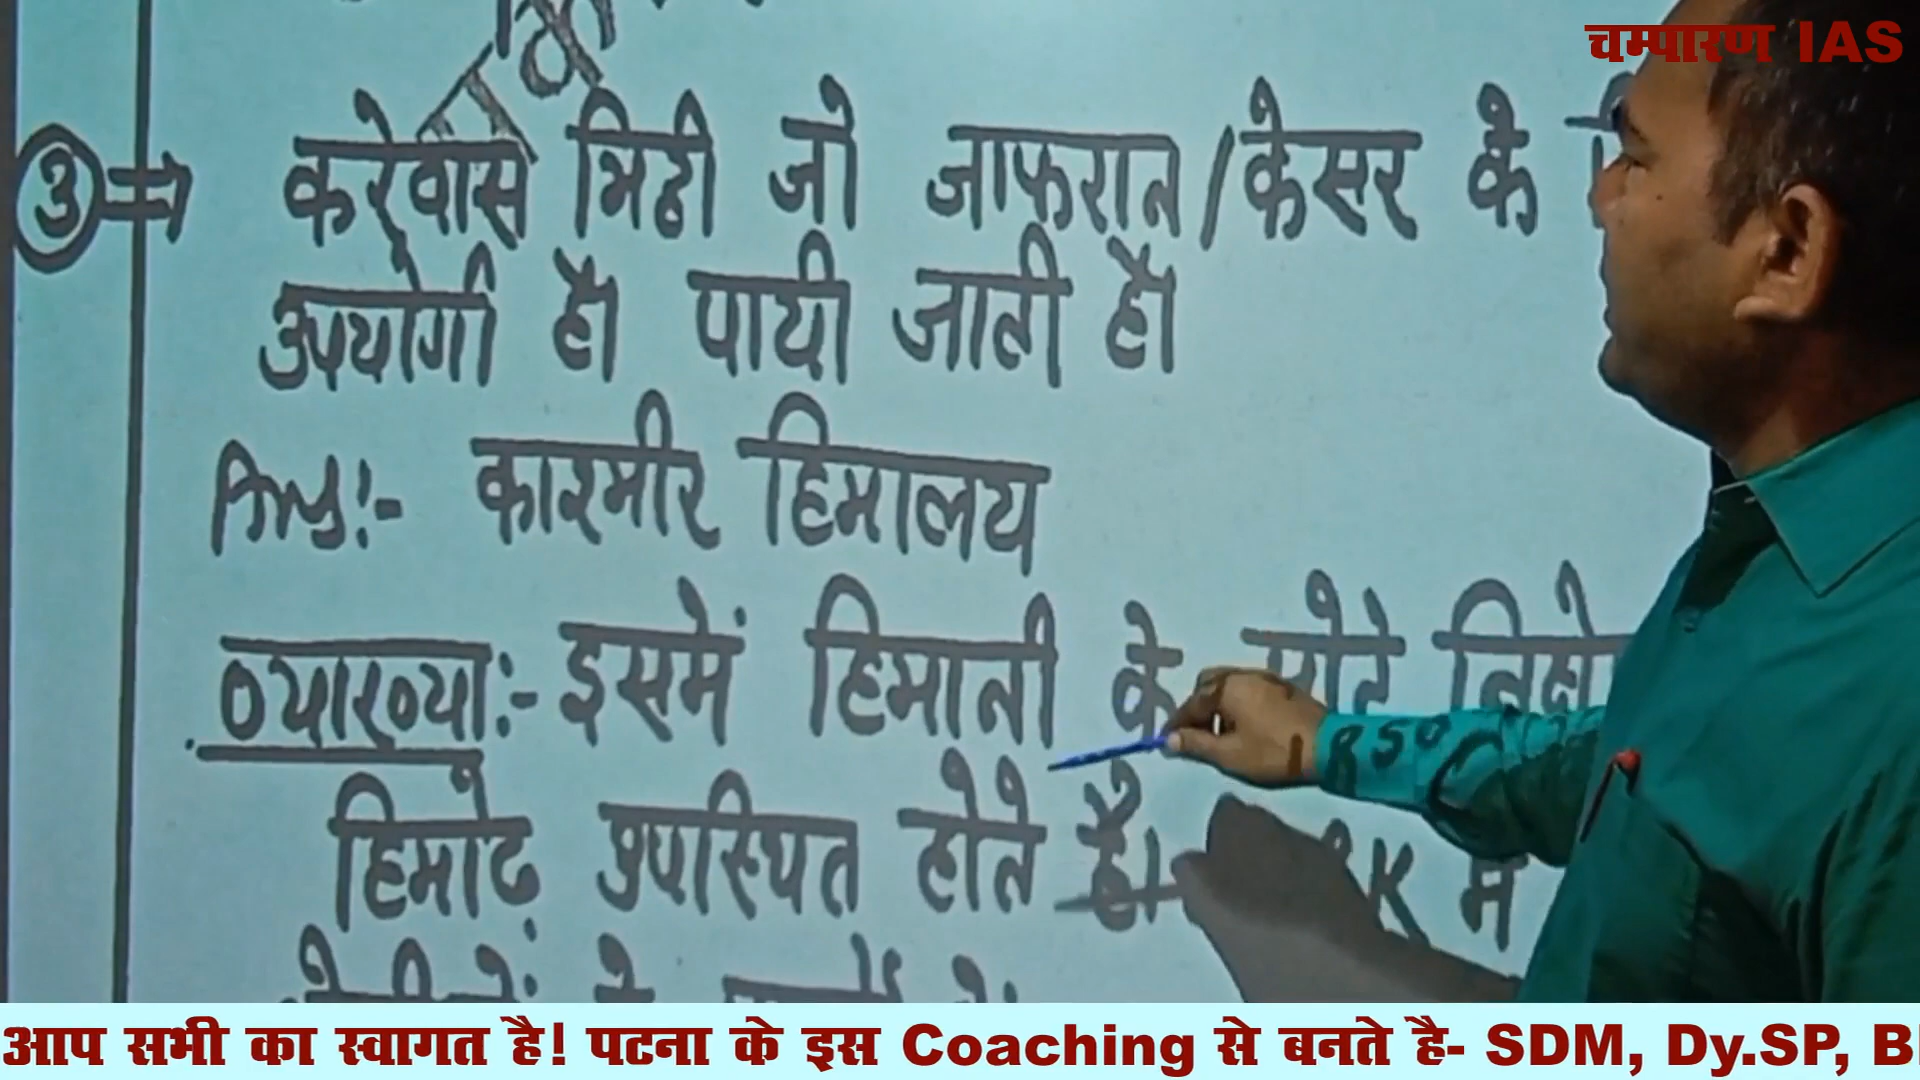 चम्पारण IAS
③⇒ करेवास मिट्टी जो जाफरान/केसर के
उपयोगी है। पायी जाती है।
Ans:- काश्मीर हिमालय
व्याख्या:- इसमें हिमानी के मोटे
हिमोढ़ उपस्थित होते है। J&K में
आप सभी का स्वागत है! पटना के इस Coaching से बनते है- SDM, Dy.SP,